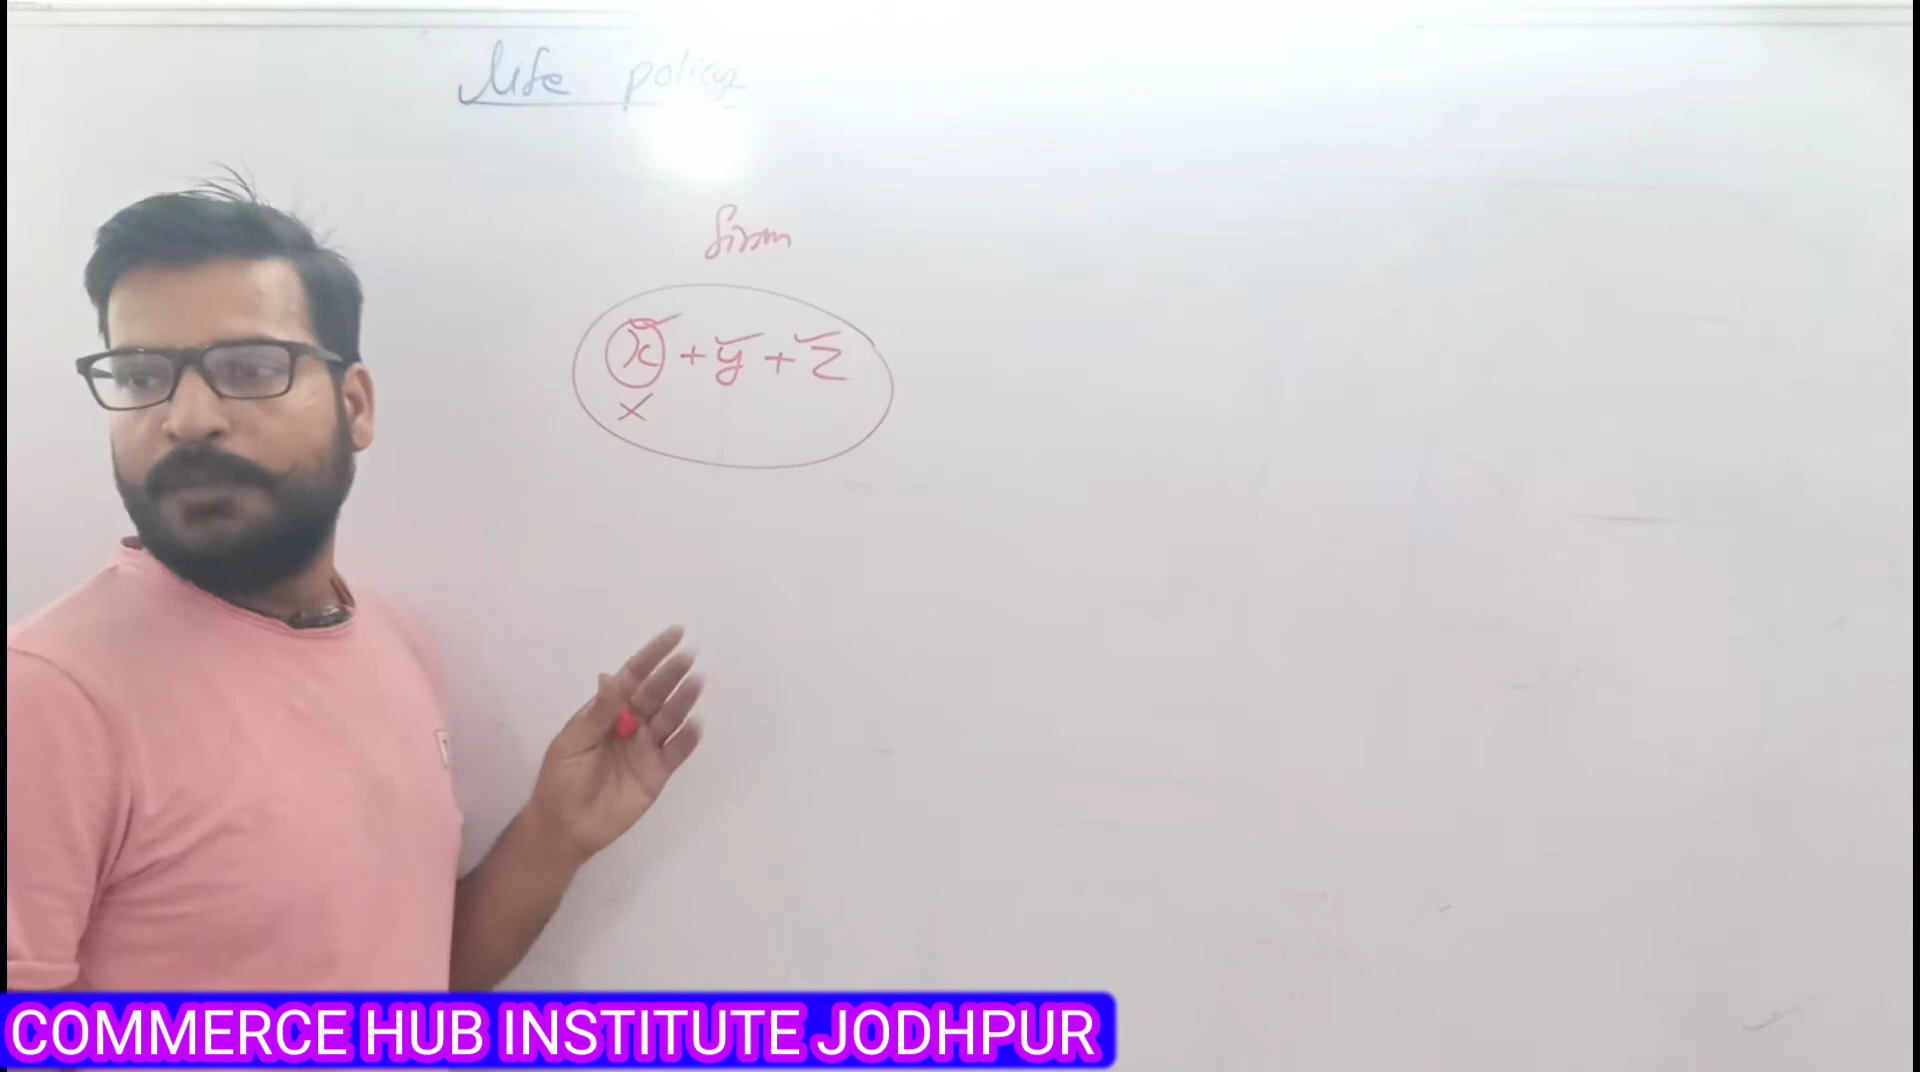 Life policy
firm
x + y + z
×
COMMERCE HUB INSTITUTE JODHPUR